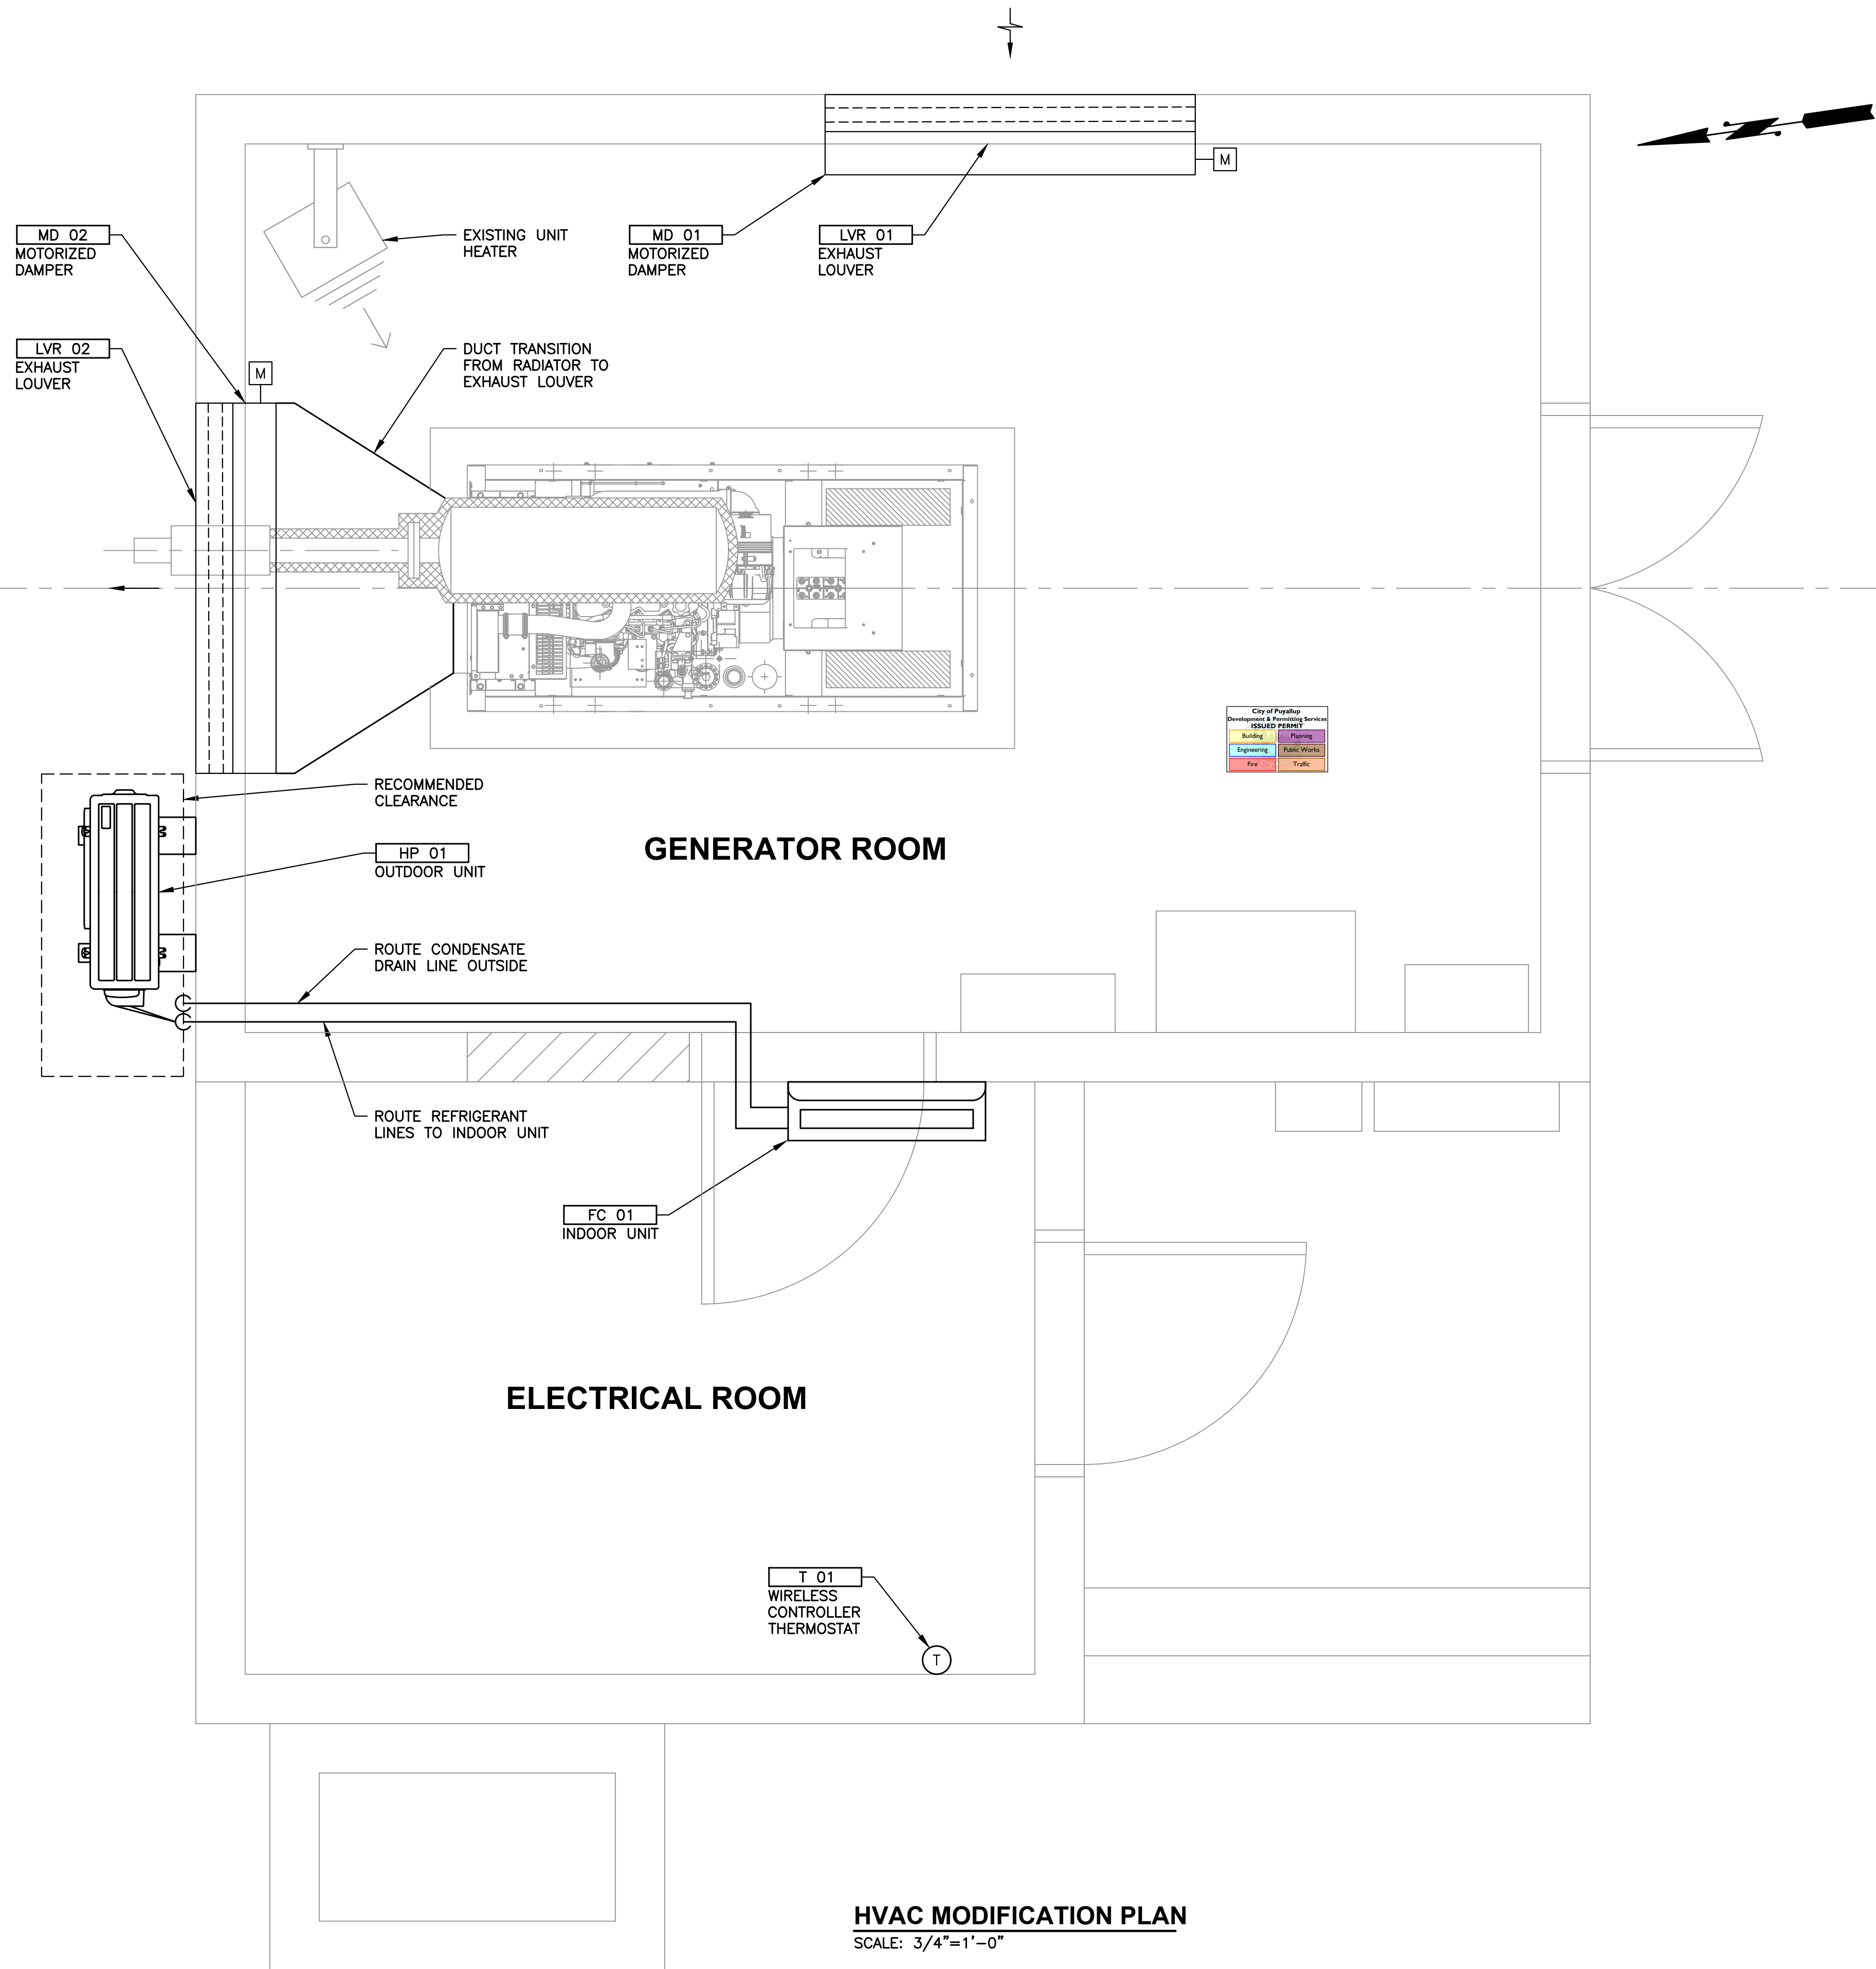 M
MD 02
MOTORIZED
DAMPER
EXISTING UNIT
HEATER
MD 01
MOTORIZED
DAMPER
LVR 01
EXHAUST
LOUVER
LVR 02
EXHAUST
LOUVER
M
DUCT TRANSITION
FROM RADIATOR TO
EXHAUST LOUVER
City of Puyallup
Development & Permitting Services
ISSUED PERMIT
Building
Planning
Engineering
Public Works
Fire
Traffic
RECOMMENDED
CLEARANCE
HP 01
OUTDOOR UNIT
GENERATOR ROOM
ROUTE CONDENSATE
DRAIN LINE OUTSIDE
ROUTE REFRIGERANT
LINES TO INDOOR UNIT
FC 01
INDOOR UNIT
ELECTRICAL ROOM
T 01
WIRELESS
CONTROLLER
THERMOSTAT
T
HVAC MODIFICATION PLAN
SCALE: 3/4"=1'-0"